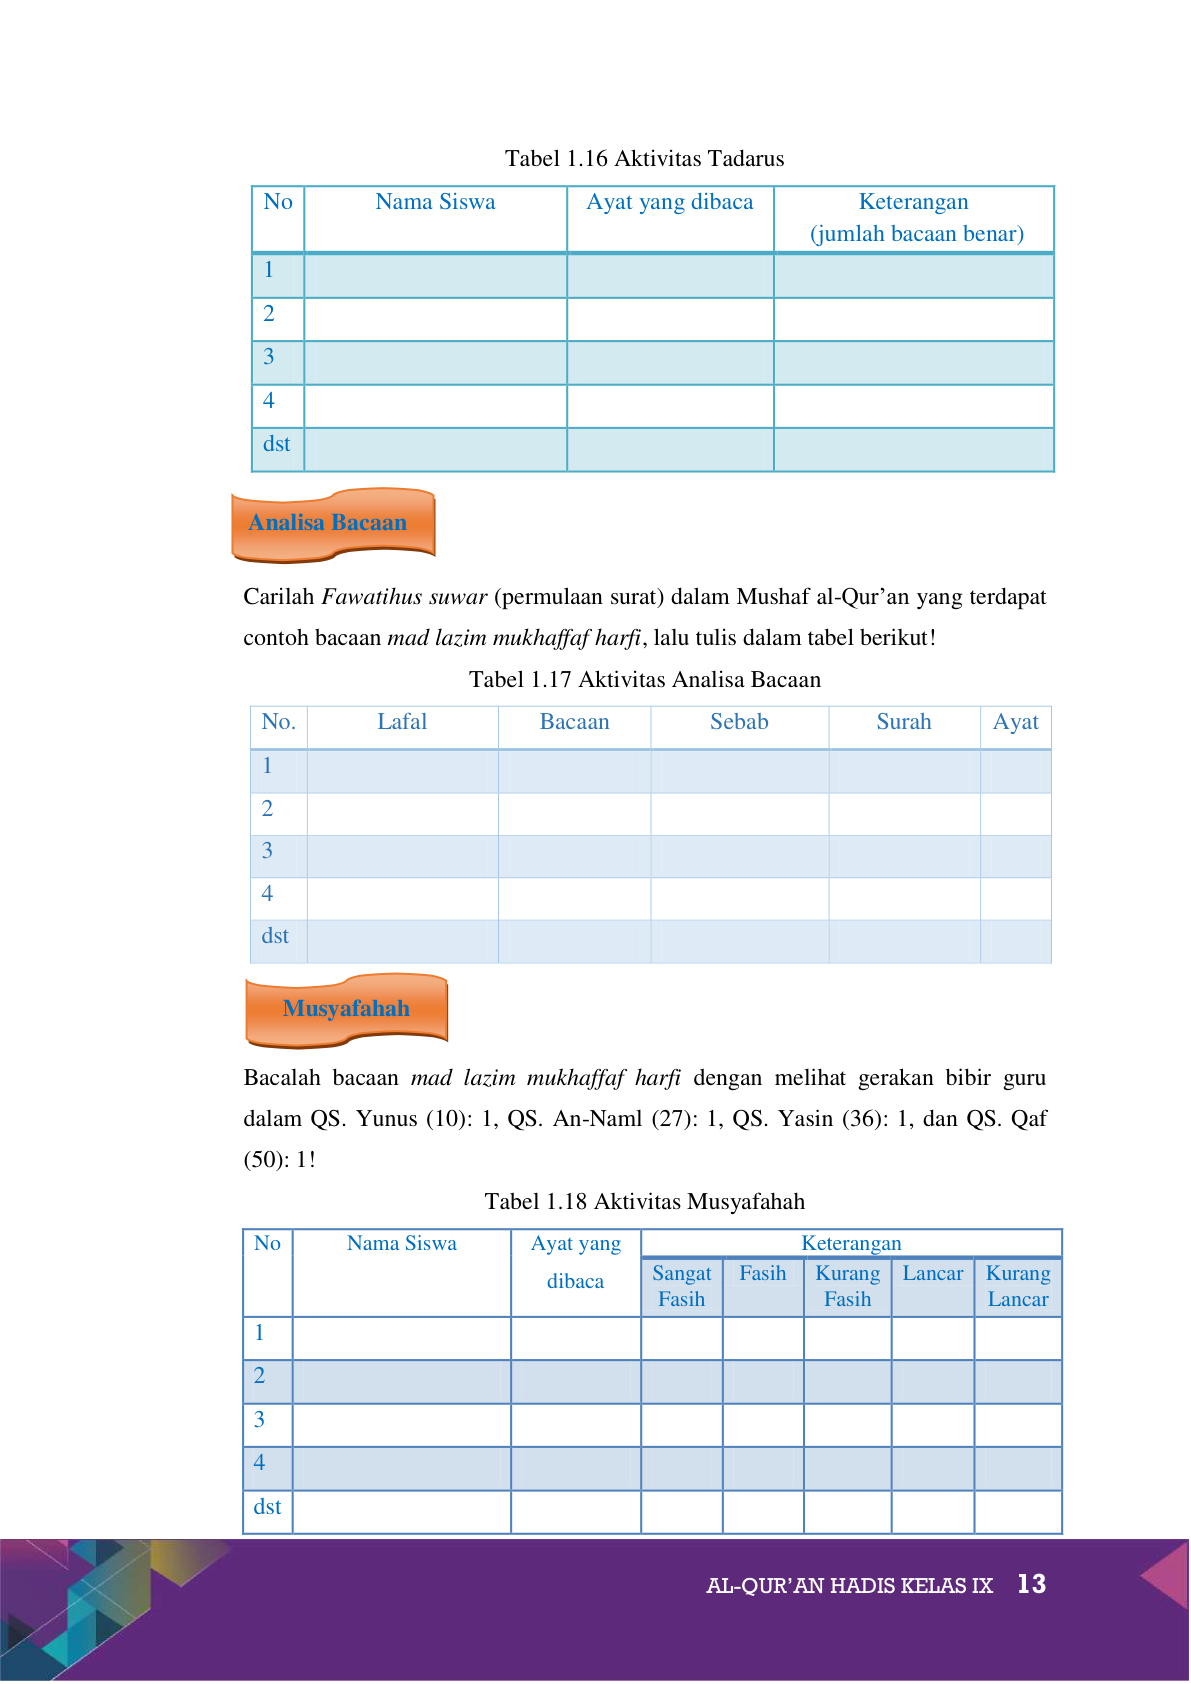 Tabel 1.16 Aktivitas Tadarus
No Nama Siswa Ayat yang dibaca Keterangan
(jumlah bacaan benar)
1
2
3
4
dst
Analisa Bacaan
Carilah Fawatihus suwar (permulaan surat) dalam Mushaf al-Qur’an yang terdapat
contoh bacaan mad lazim mukhaffaf harfi, lalu tulis dalam tabel berikut!
Tabel 1.17 Aktivitas Analisa Bacaan
No. Lafal Bacaan Sebab Surah Ayat
1
2
3
4
dst
Musyafahah
Bacalah bacaan mad lazim mukhaffaf harfi dengan melihat gerakan bibir guru
dalam QS. Yunus (10): 1, QS. An-Naml (27): 1, QS. Yasin (36): 1, dan QS. Qaf
(50): 1!
Tabel 1.18 Aktivitas Musyafahah
No Nama Siswa Ayat yang Keterangan
dibaca
Sangat Fasih Kurang Lancar Kurang
Fasih Fasih Lancar
1
2
3
4
dst
AL-QUR’AN HADIS KELAS IX 13